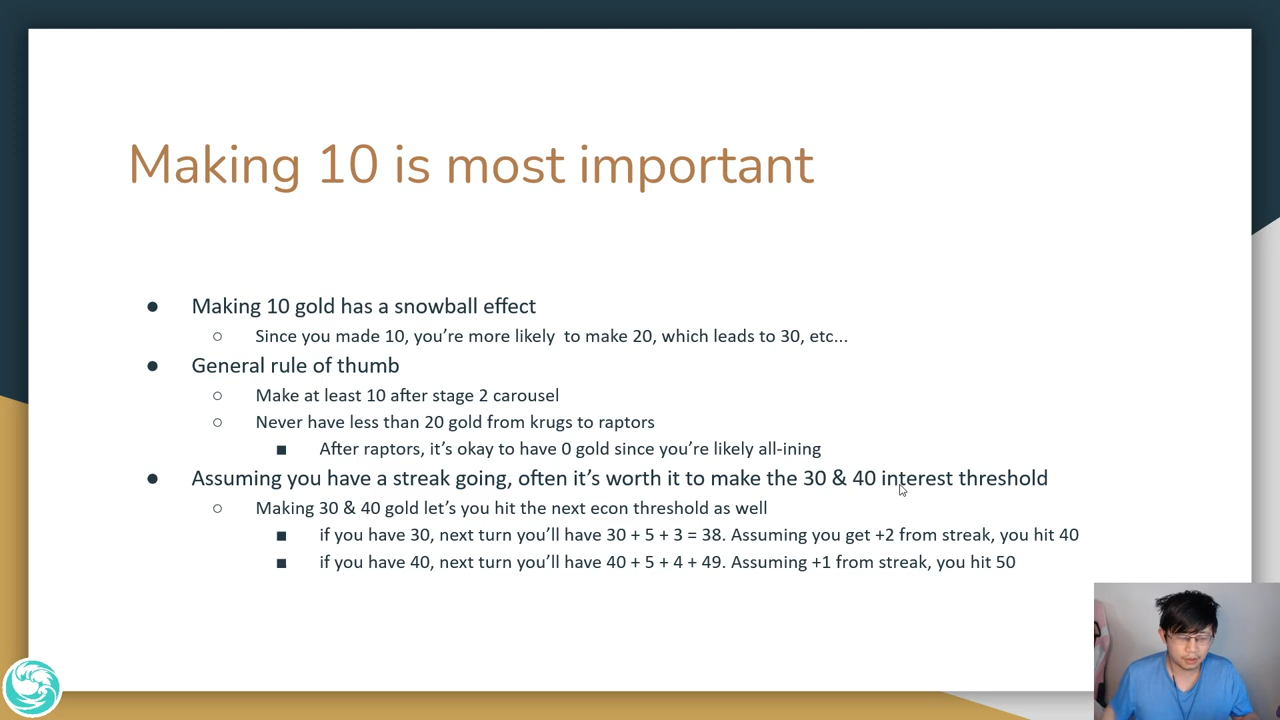 Making 10 is most important
● Making 10 gold has a snowball effect
○ Since you made 10, you're more likely  to make 20, which leads to 30, etc...
● General rule of thumb
○ Make at least 10 after stage 2 carousel
○ Never have less than 20 gold from krugs to raptors
■ After raptors, it's okay to have 0 gold since you're likely all-ining
● Assuming you have a streak going, often it's worth it to make the 30 & 40 interest threshold
○ Making 30 & 40 gold let's you hit the next econ threshold as well
■ if you have 30, next turn you'll have 30 + 5 + 3 = 38. Assuming you get +2 from streak, you hit 40
■ if you have 40, next turn you'll have 40 + 5 + 4 + 49. Assuming +1 from streak, you hit 50